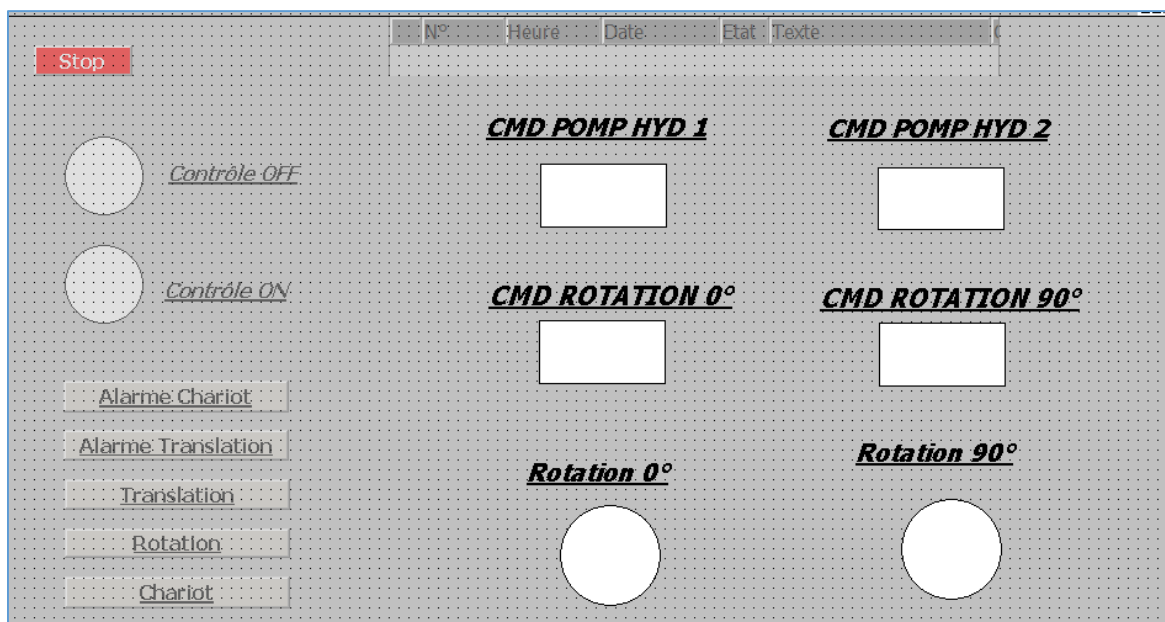 N° Heure Date Etat Texte
Stop
CMD POMP HYD 1
CMD POMP HYD 2
Contrôle OFF
Contrôle ON
CMD ROTATION 0°
CMD ROTATION 90°
Alarme Chariot
Alarme Translation
Translation
Rotation
Chariot
Rotation 0°
Rotation 90°